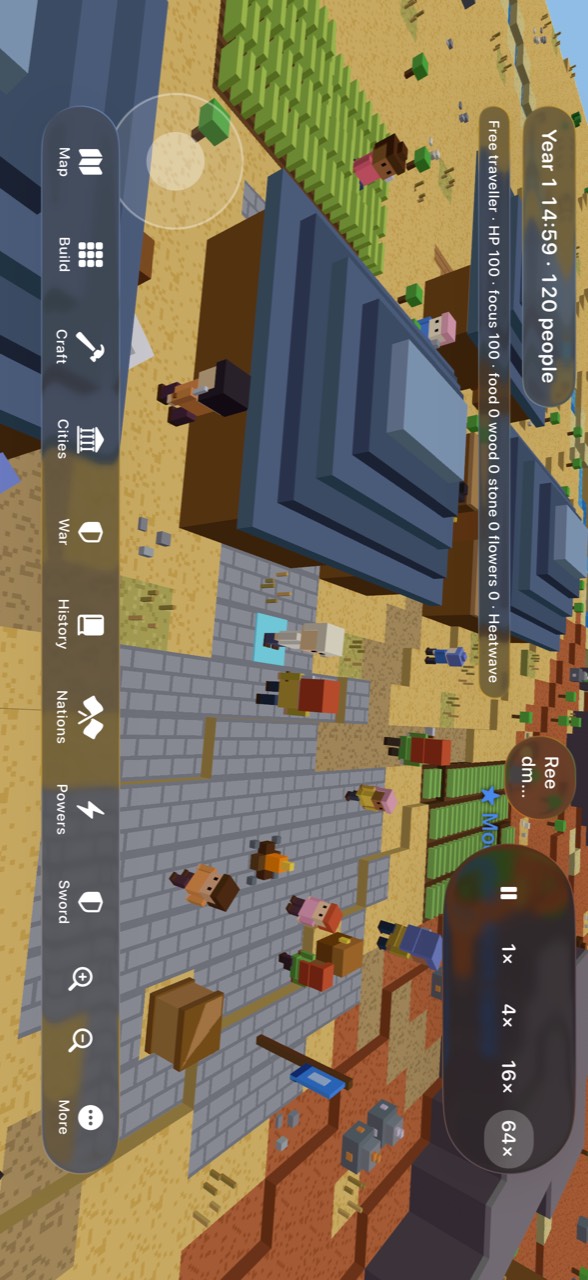 Year 1 14:59 · 120 people
Free traveller · HP 100 · focus 100 · food 0 wood 0 stone 0 flowers 0 · Heatwave
Ree
dm...
1×
4×
16×
64×
Map
Build
Craft
Cities
War
History
Nations
Powers
Sword
More